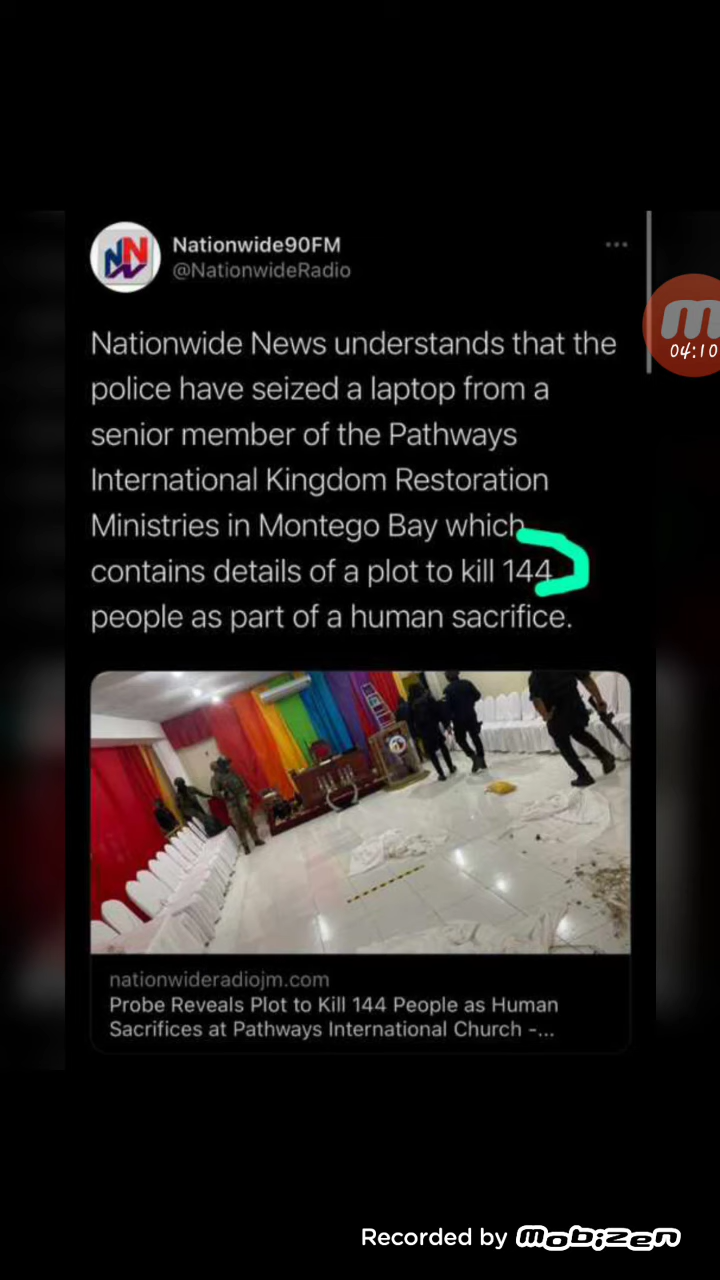 Nationwide90FM
@NationwideRadio
Nationwide News understands that the
police have seized a laptop from a
senior member of the Pathways
International Kingdom Restoration
Ministries in Montego Bay which
contains details of a plot to kill 144
people as part of a human sacrifice.
04:10
nationwideradiojm.com
Probe Reveals Plot to Kill 144 People as Human
Sacrifices at Pathways International Church -...
Recorded by Mobizen